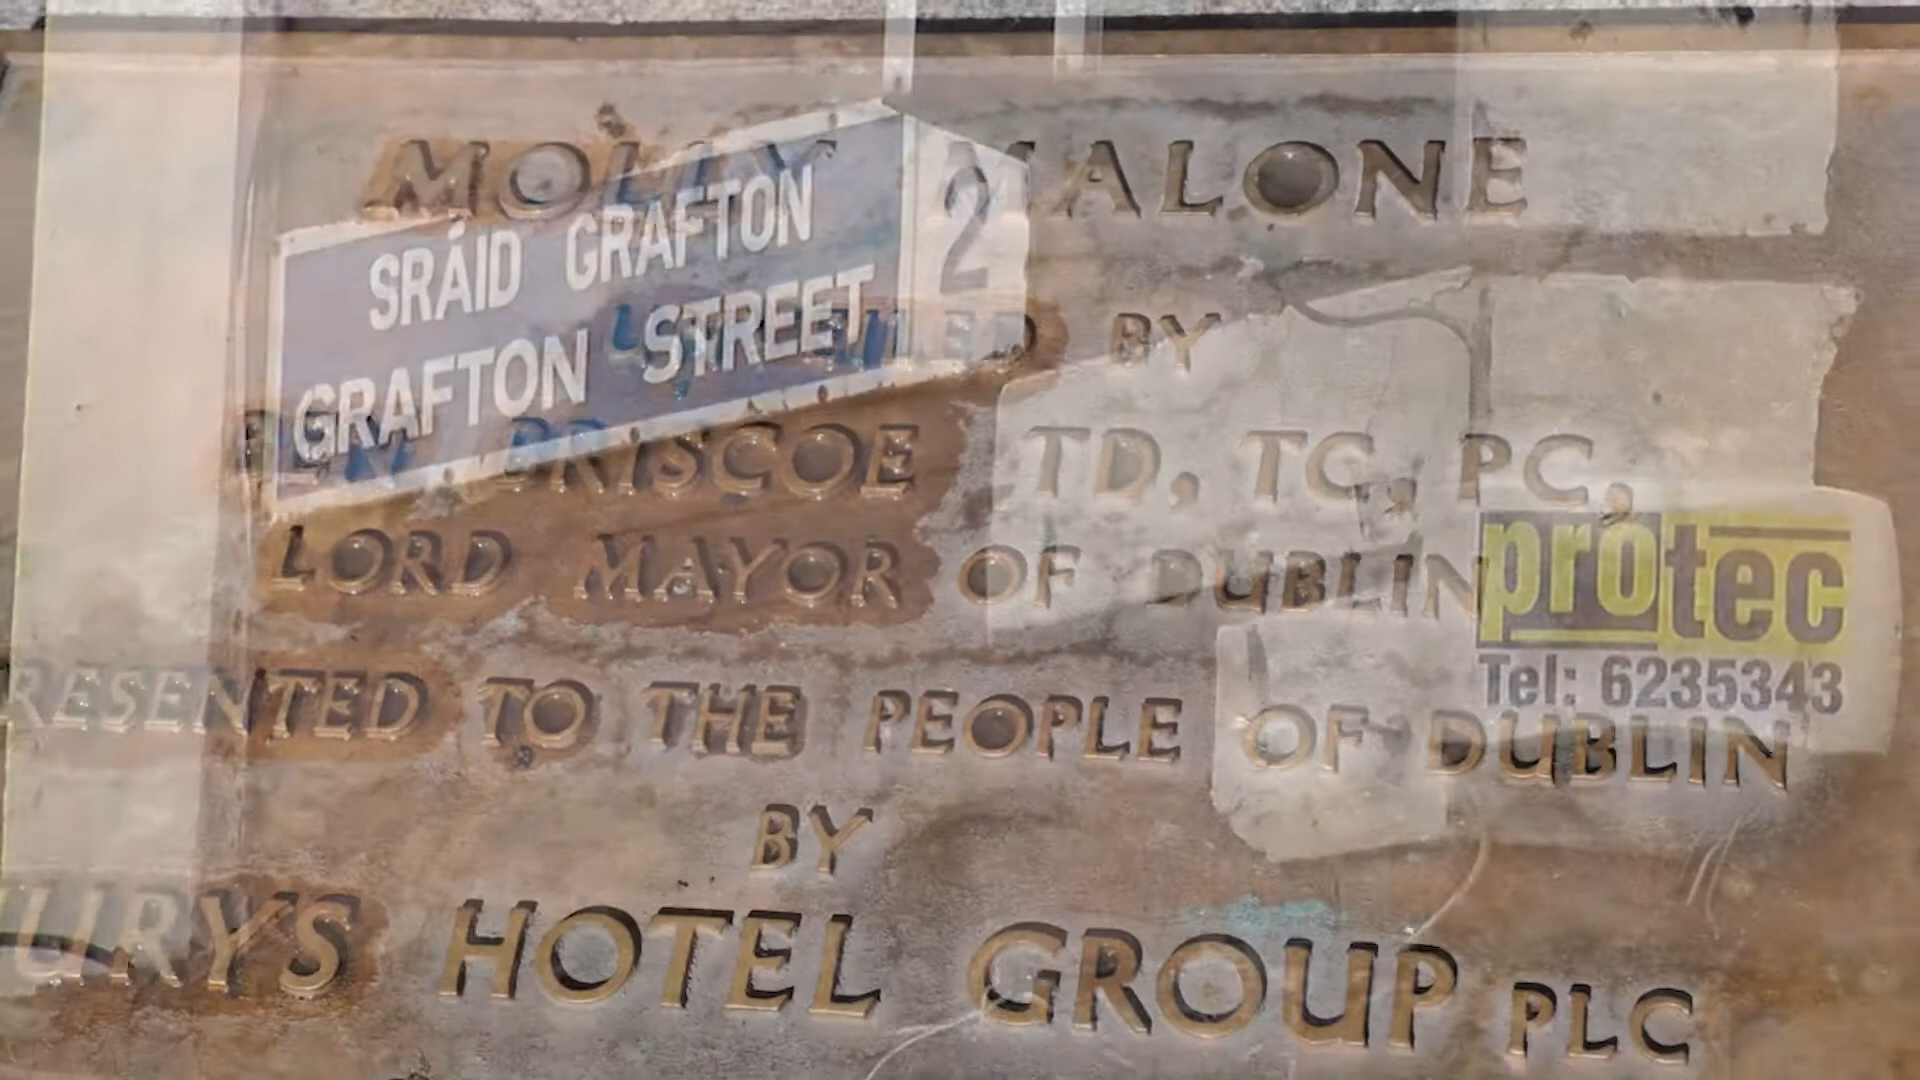 MOLLY MALONE
SRÁID GRAFTON
GRAFTON STREET
2
BY
BRISCOE TD, TC, PC,
LORD MAYOR OF DUBLIN
protec
Tel: 6235343
RESENTED TO THE PEOPLE OF DUBLIN
BY
URYS HOTEL GROUP PLC